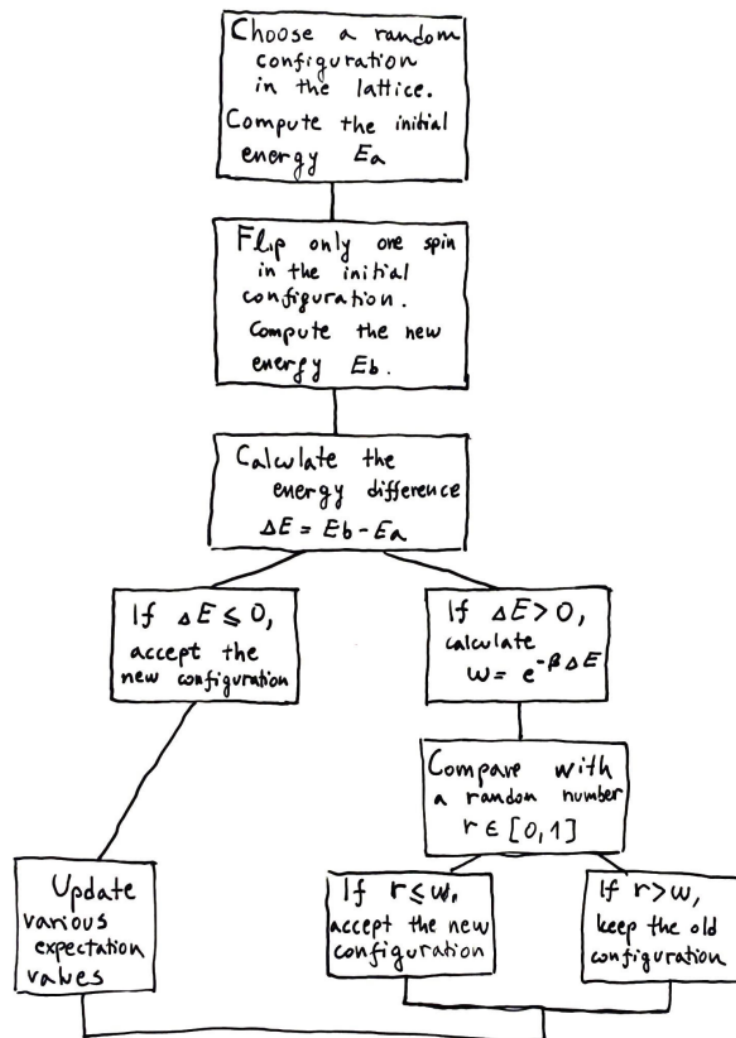 Choose a random
configuration
in the lattice.
Compute the initial
energy Ea
Flip only one spin
in the initial
configuration.
Compute the new
energy Eb.
Calculate the
energy difference
ΔE = Eb - Ea
If ΔE ≤ 0,
accept the
new configuration
If ΔE > 0,
calculate
w = e^{-β ΔE}
Compare with
a random number
r ∈ [0,1]
Update
various
expectation
values
If r ≤ w,
accept the new
configuration
If r > w,
keep the old
configuration